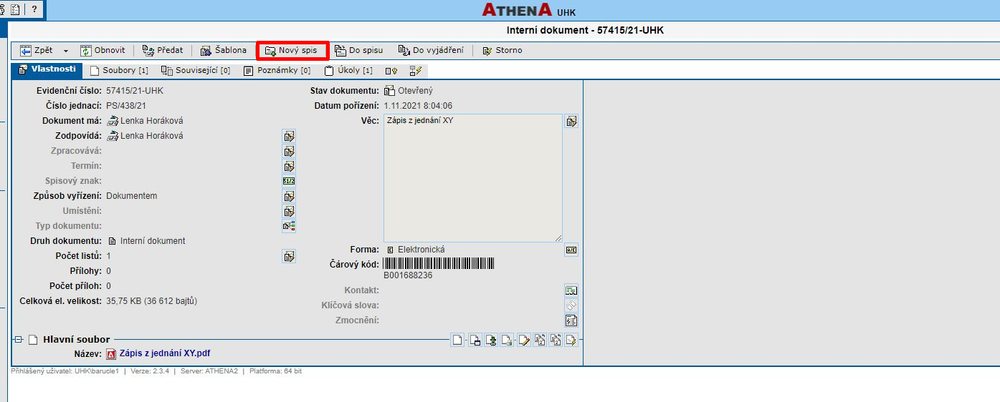 ?
ATHENA UHK
Interní dokument - 57415/21-UHK
Zpět Obnovit Předat Šablona Nový spis Do spisu Do vyjádření Storno
Vlastnosti Soubory [1] Související [0] Poznámky [0] Úkoly [1]
Evidenční číslo: 57415/21-UHK
Číslo jednací: PS/438/21
Dokument má: Lenka Horáková
Zodpovídá: Lenka Horáková
Zpracovává:
Termín:
Spisový znak:
Způsob vyřízení: Dokumentem
Umístění:
Typ dokumentu:
Druh dokumentu: Interní dokument
Počet listů: 1
Přílohy: 0
Počet příloh: 0
Celková el. velikost: 35,75 KB (36 612 bajtů)
Stav dokumentu: Otevřený
Datum pořízení: 1.11.2021 8:04:06
Věc: Zápis z jednání XY
Forma: E Elektronická A/E
Čárový kód:
B001688236
Kontakt:
Klíčová slova:
Zmocnění:
Hlavní soubor
Název: Zápis z jednání XY.pdf
Přihlášený uživatel: UHK\barucle1 | Verze: 2.3.4 | Server: ATHENA2 | Platforma: 64 bit